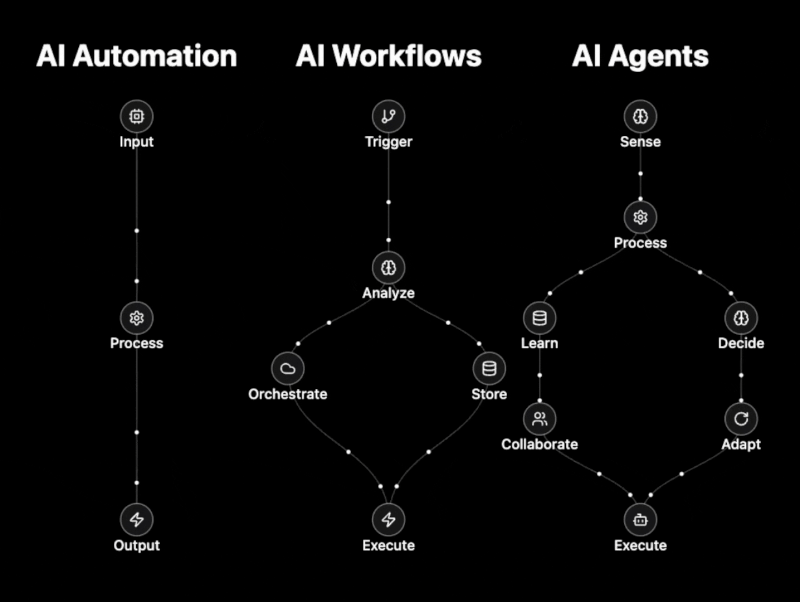 AI Automation
Input
Process
Output
AI Workflows
Trigger
Analyze
Orchestrate
Store
Execute
AI Agents
Sense
Process
Learn
Decide
Collaborate
Adapt
Execute